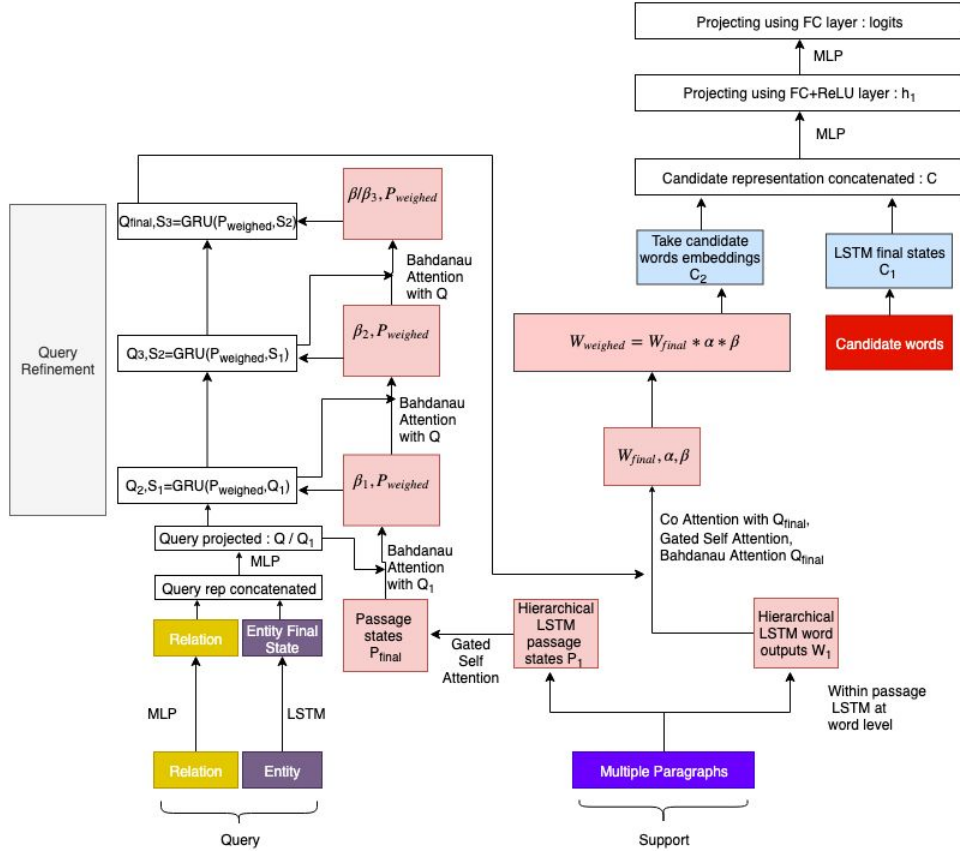 Projecting using FC layer : logits
MLP
Projecting using FC+ReLU layer : h1
MLP
Candidate representation concatenated : C
Take candidate
words embeddings
C2
LSTM final states
C1
Candidate words
Wweighed = Wfinal * α * β
Wfinal, α, β
Co Attention with Qfinal,
Gated Self Attention,
Bahdanau Attention Qfinal
Query
Refinement
Qfinal,S3=GRU(Pweighed,S2)
β/β3, Pweighed
Bahdanau
Attention
with Q
Q3,S2=GRU(Pweighed,S1)
β2, Pweighed
Bahdanau
Attention
with Q
Q2,S1=GRU(Pweighed,Q1)
β1, Pweighed
Query projected : Q / Q1
Bahdanau
Attention
with Q1
MLP
Query rep concatenated
Relation
Entity Final
State
Passage
states
Pfinal
Gated
Self
Attention
Hierarchical
LSTM
passage
states P1
Hierarchical
LSTM word
outputs W1
Within passage
LSTM at
word level
MLP
LSTM
Relation
Entity
Multiple Paragraphs
Query
Support